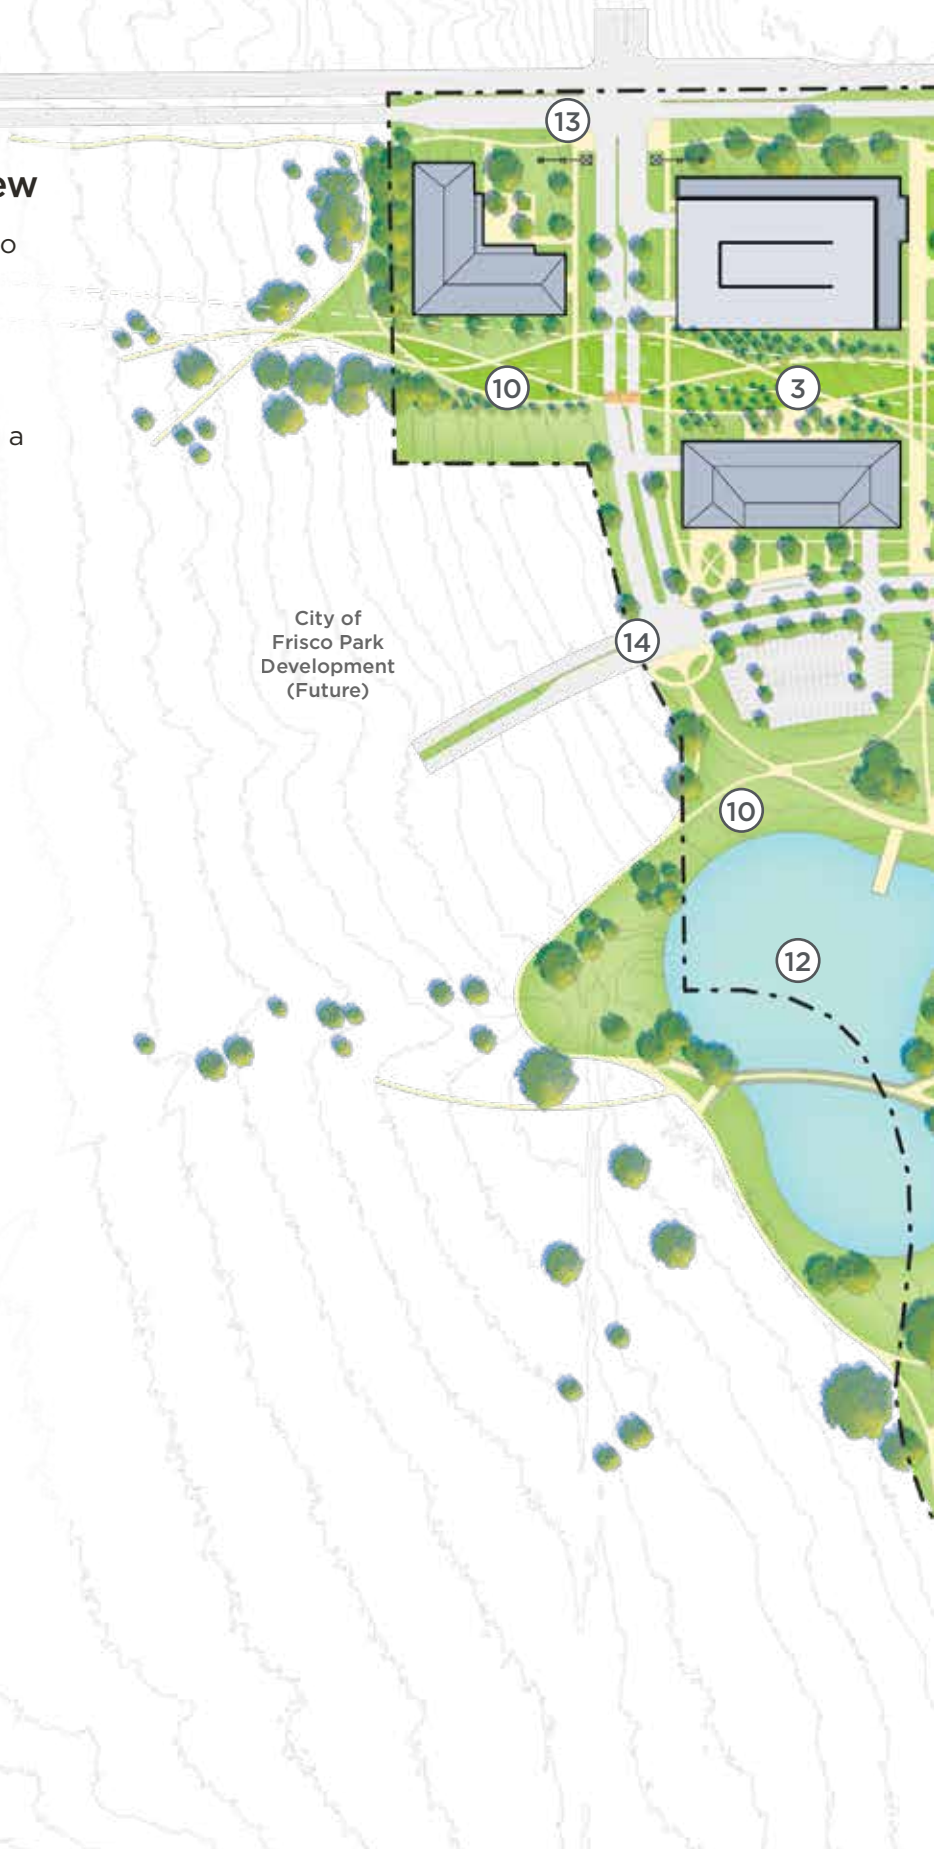 13
ew
o
10
3
a
City of
Frisco Park
Development
(Future)
14
10
12